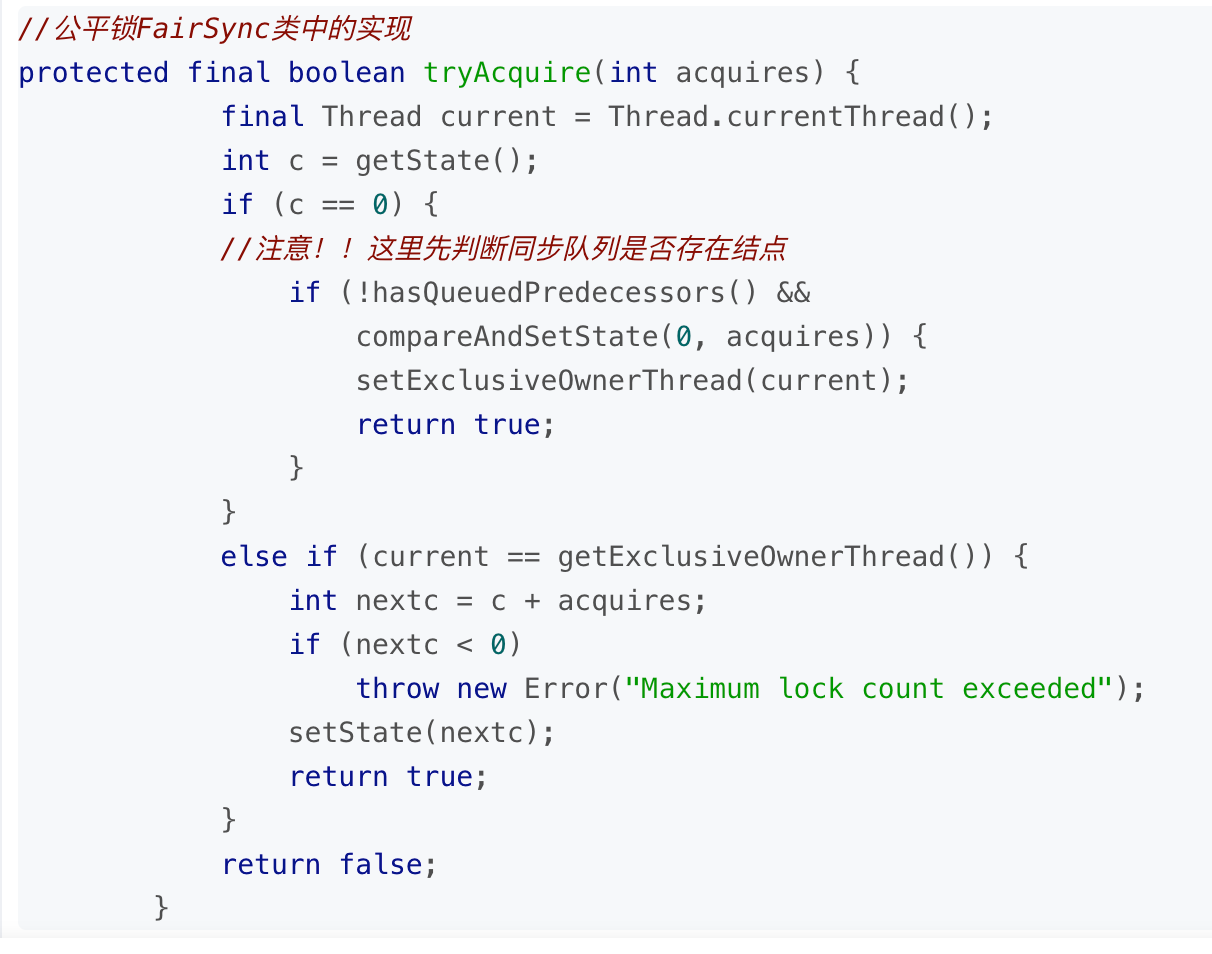 //公平锁FairSync类中的实现
protected final boolean tryAcquire(int acquires) {
            final Thread current = Thread.currentThread();
            int c = getState();
            if (c == 0) {
            //注意！！这里先判断同步队列是否存在结点
                if (!hasQueuedPredecessors() &&
                    compareAndSetState(0, acquires)) {
                    setExclusiveOwnerThread(current);
                    return true;
                }
            }
            else if (current == getExclusiveOwnerThread()) {
                int nextc = c + acquires;
                if (nextc < 0)
                    throw new Error("Maximum lock count exceeded");
                setState(nextc);
                return true;
            }
            return false;
        }